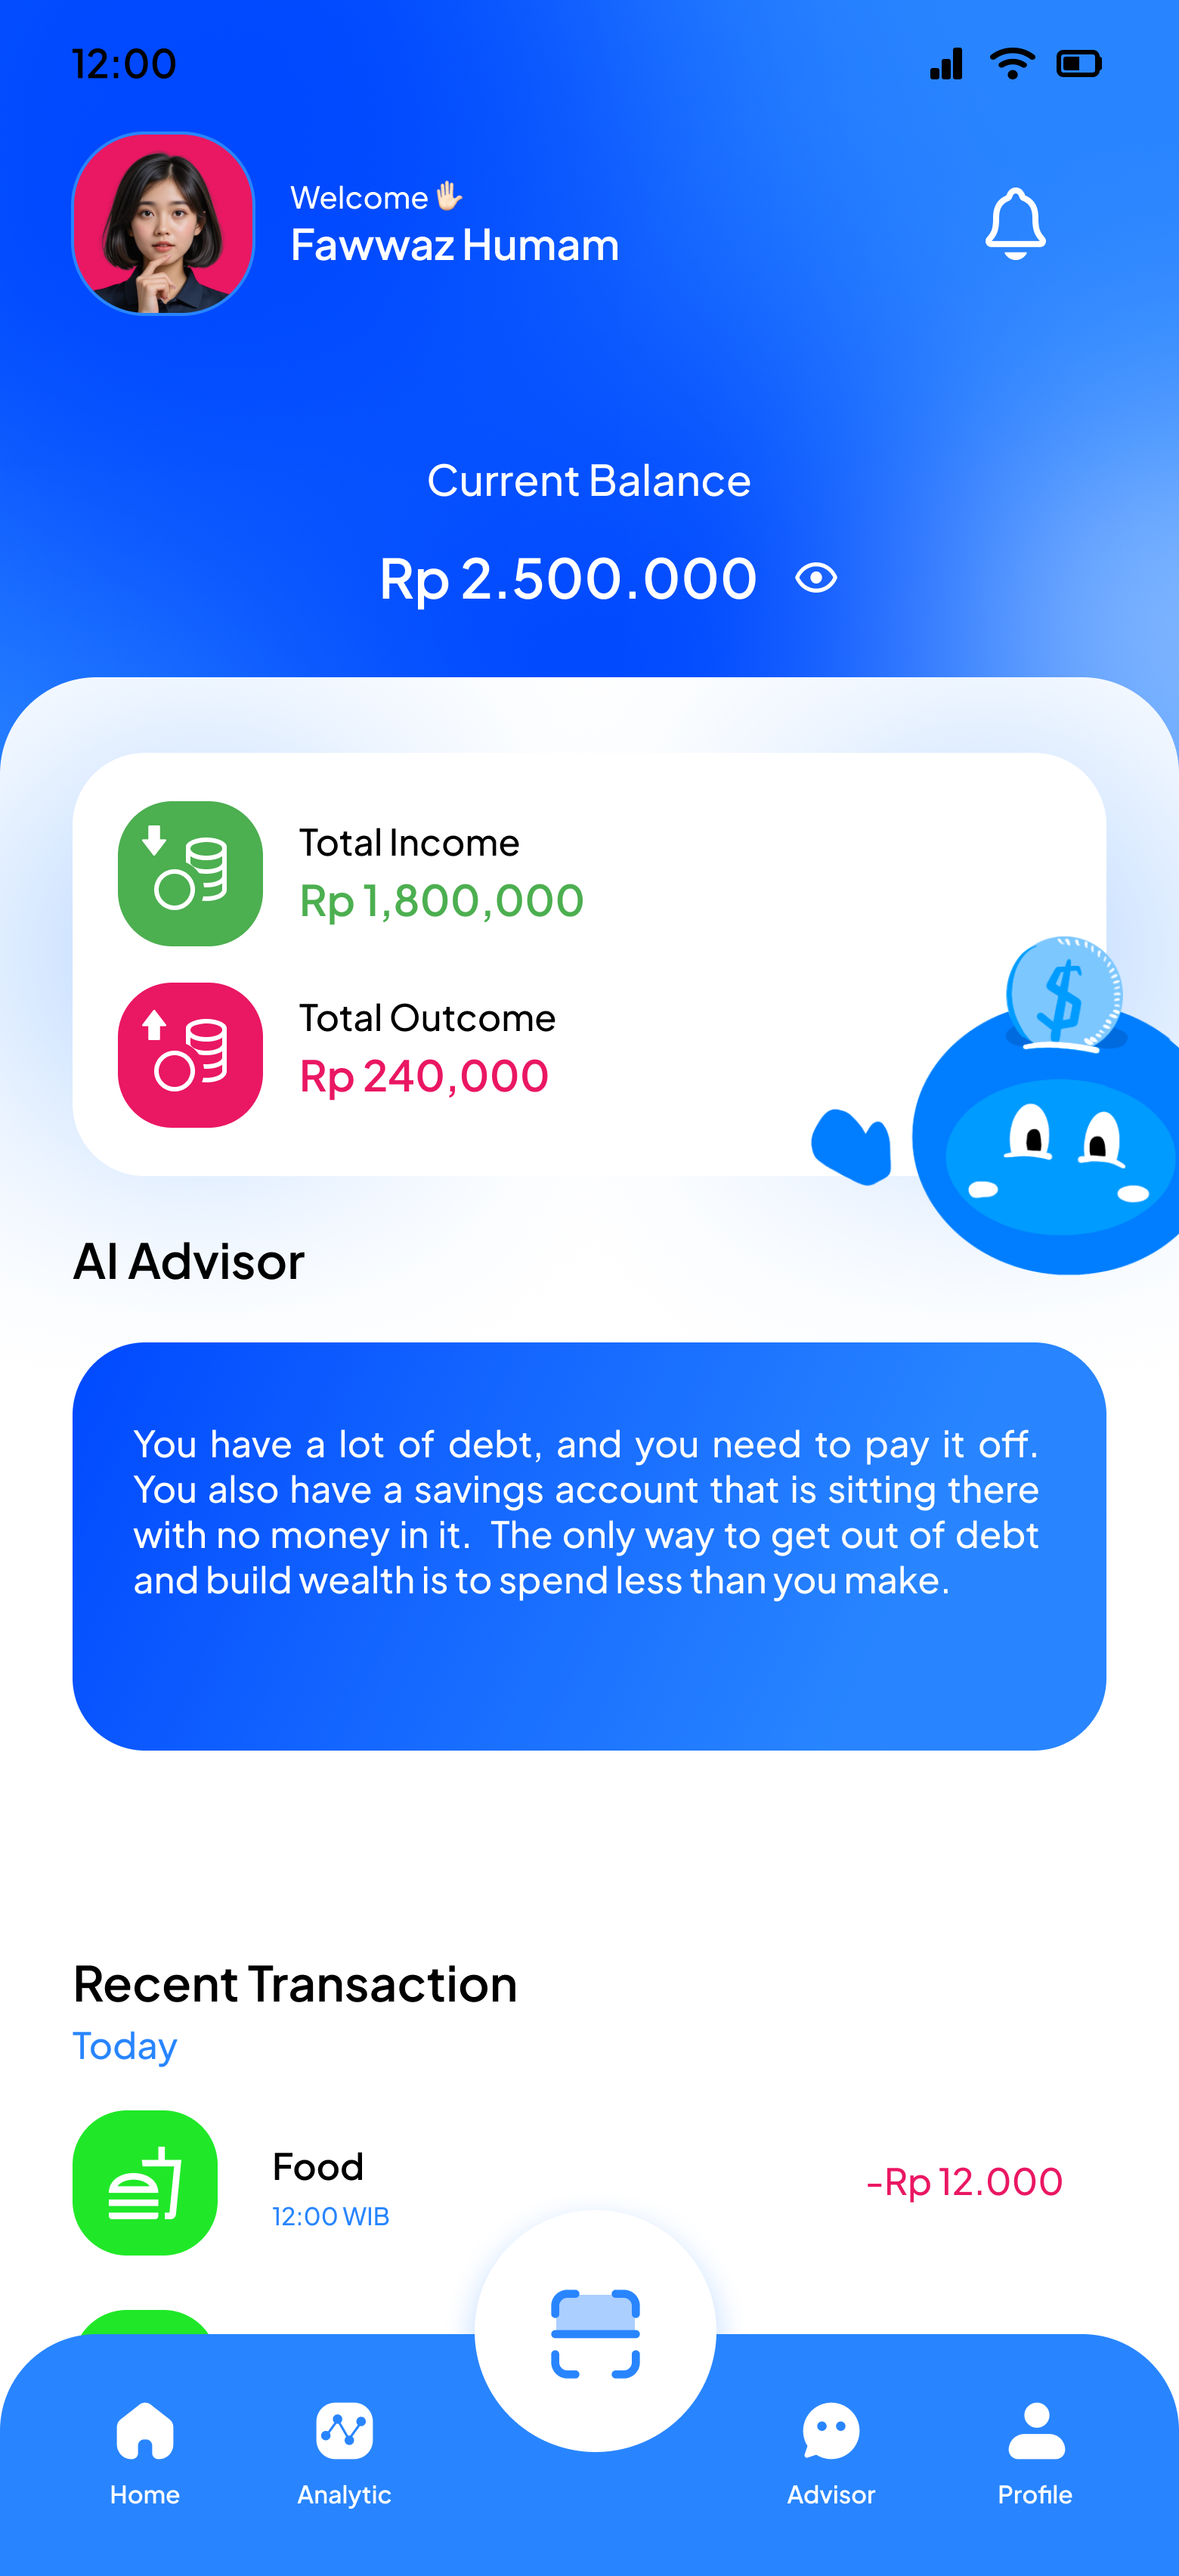 12:00
Welcome 🖐🏻
Fawwaz Humam
Current Balance
Rp 2.500.000
Total Income
Rp 1,800,000
Total Outcome
Rp 240,000
$
AI Advisor
You have a lot of debt, and you need to pay it off.
You also have a savings account that is sitting there
with no money in it. The only way to get out of debt
and build wealth is to spend less than you make.
Recent Transaction
Today
Food
12:00 WIB
-Rp 12.000
Home
Analytic
Advisor
Profile